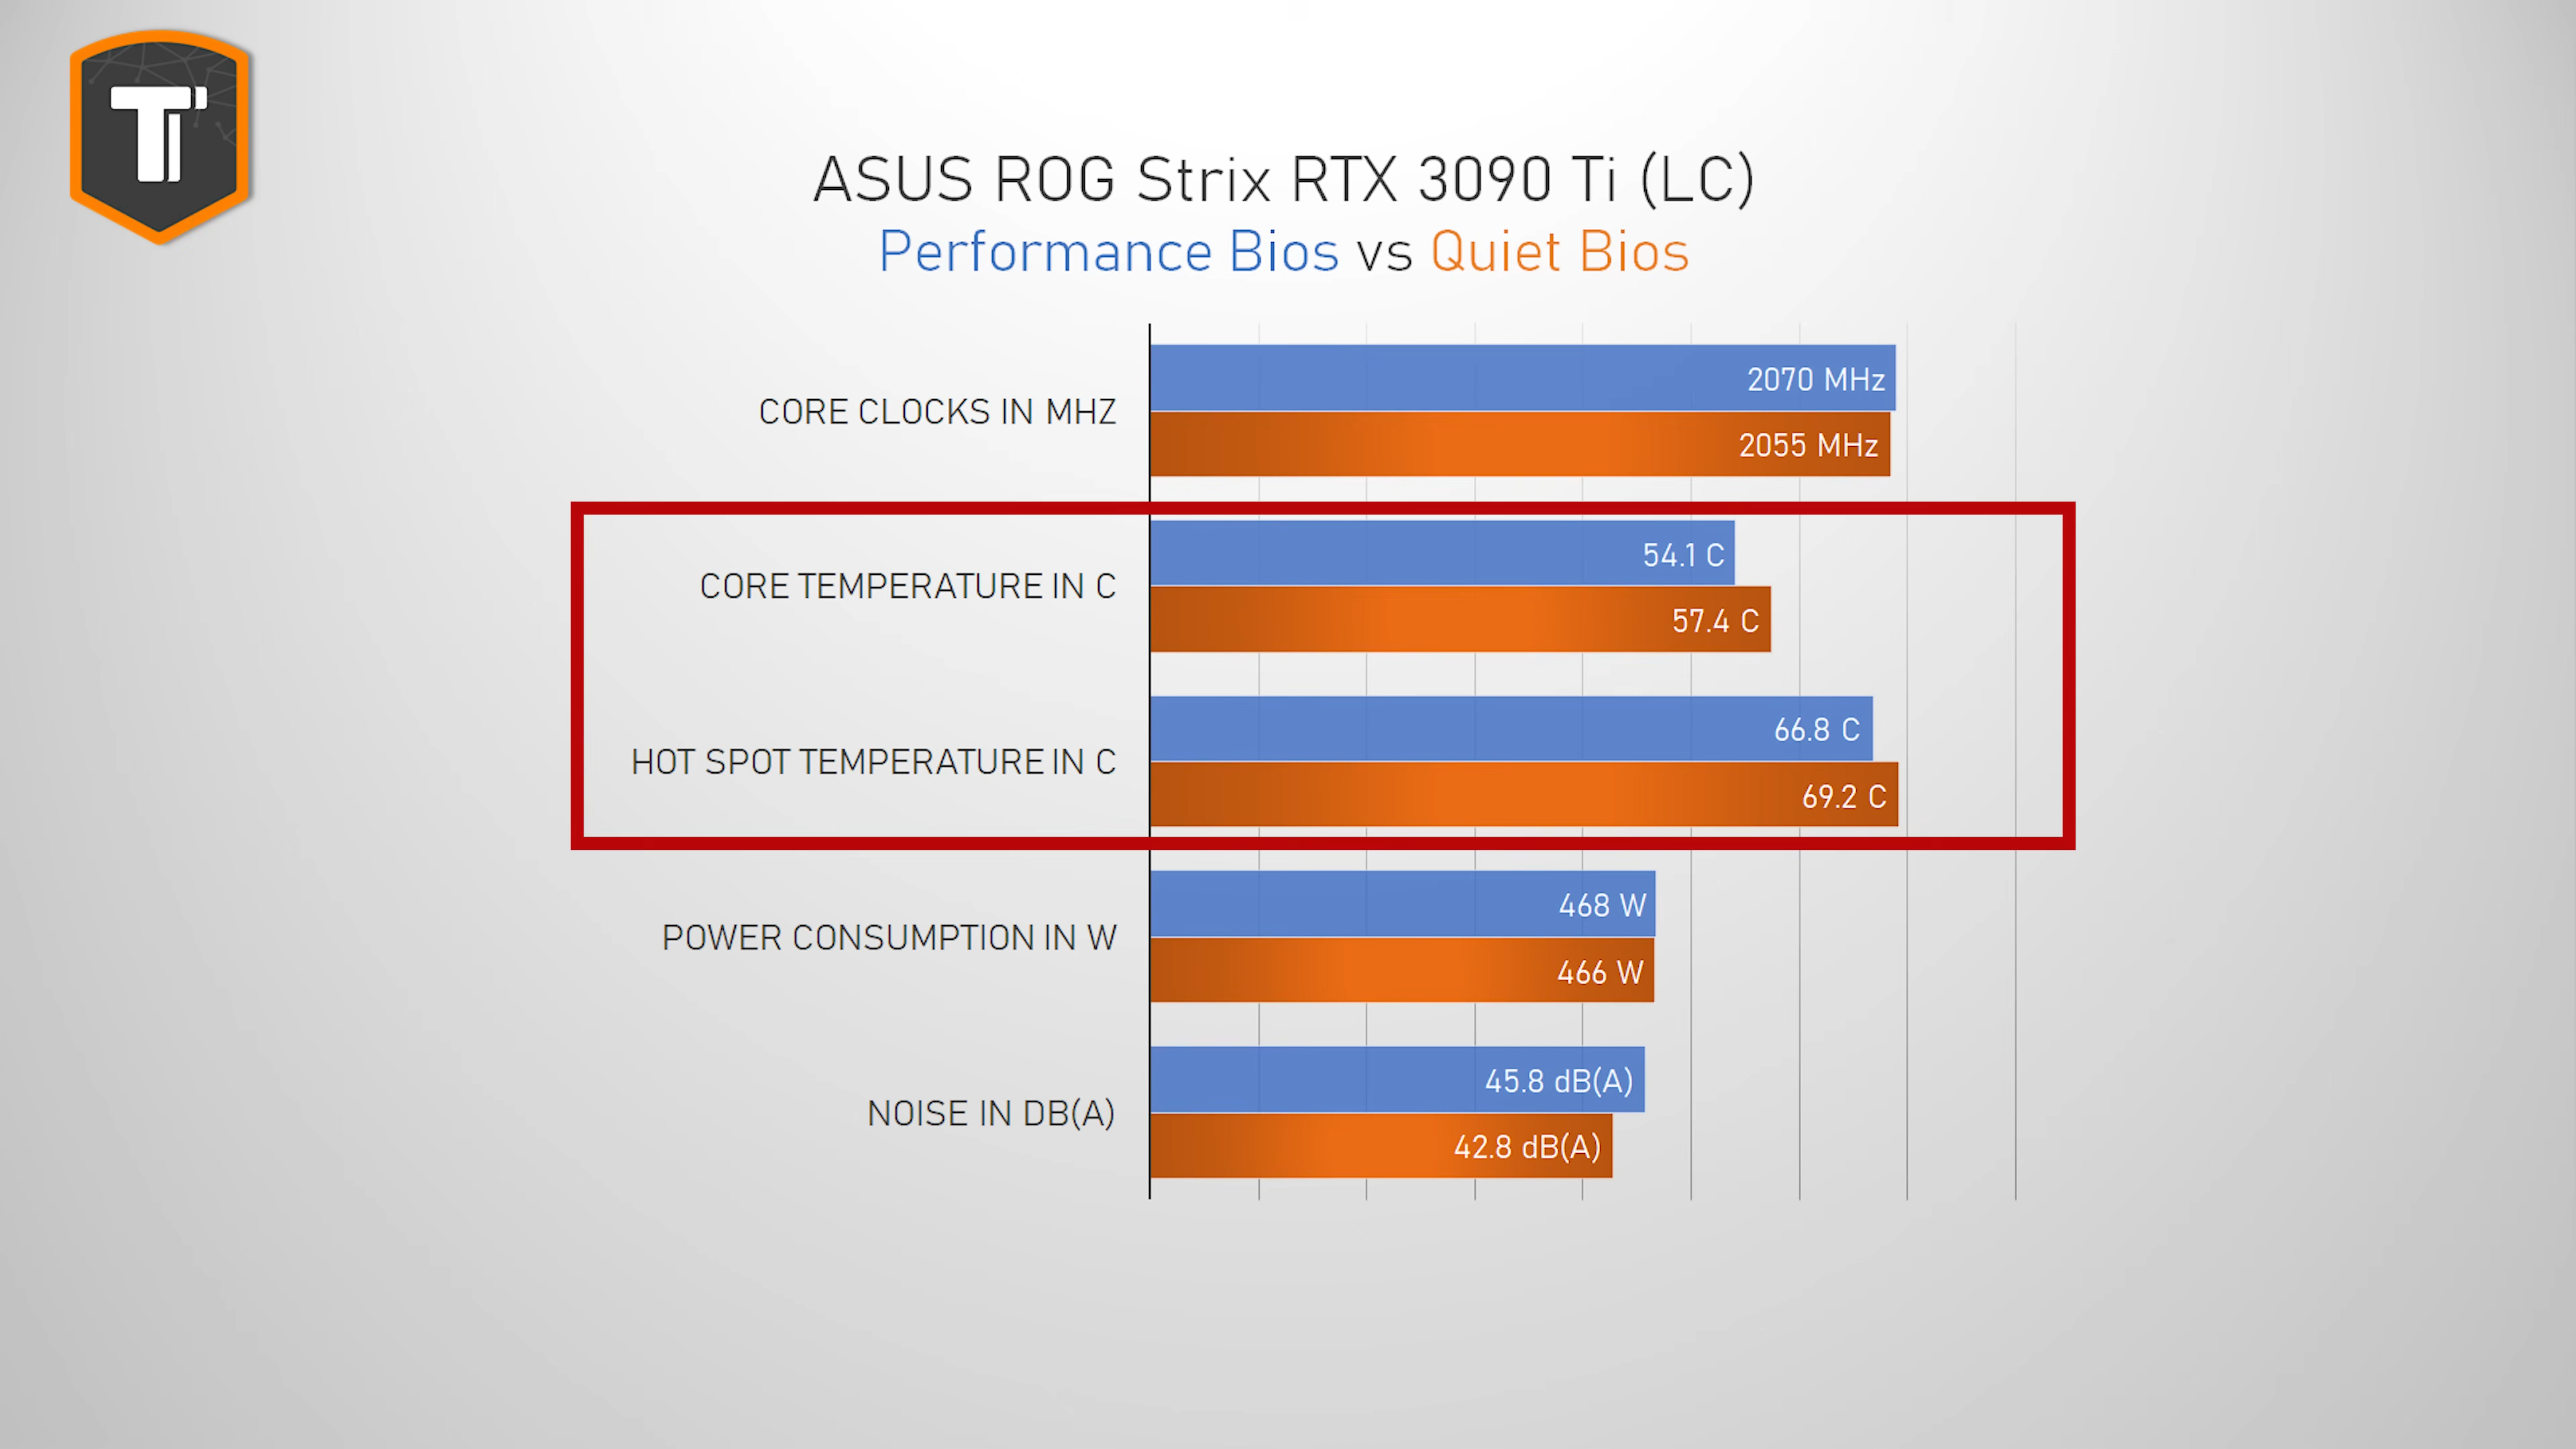 Ti
ASUS ROG Strix RTX 3090 Ti (LC)
Performance Bios vs Quiet Bios
CORE CLOCKS IN MHZ
2070 MHz
2055 MHz
CORE TEMPERATURE IN C
54.1 C
57.4 C
HOT SPOT TEMPERATURE IN C
66.8 C
69.2 C
POWER CONSUMPTION IN W
468 W
466 W
NOISE IN DB(A)
45.8 dB(A)
42.8 dB(A)